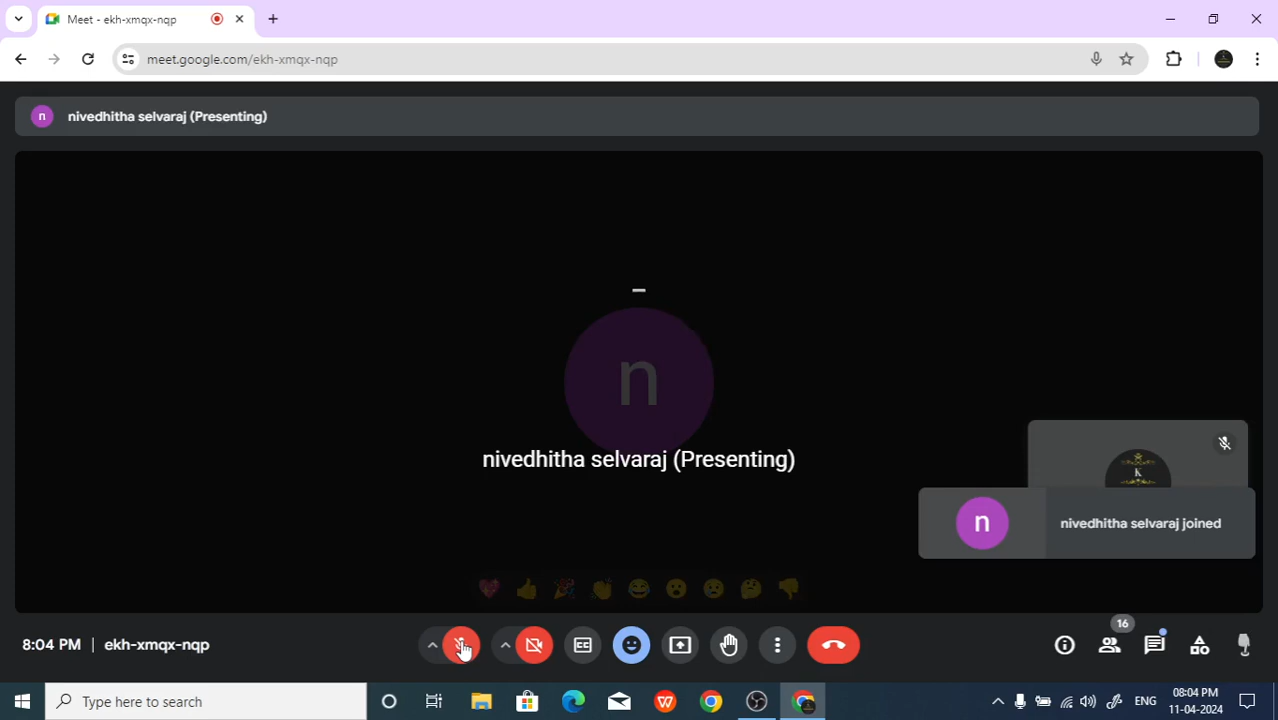 Meet - ekh-xmqx-nqp
meet.google.com/ekh-xmqx-nqp
n
nivedhitha selvaraj (Presenting)
n
nivedhitha selvaraj (Presenting)
K
n
nivedhitha selvaraj joined
8:04 PM | ekh-xmqx-nqp
16
Type here to search
ENG
08:04 PM
11-04-2024